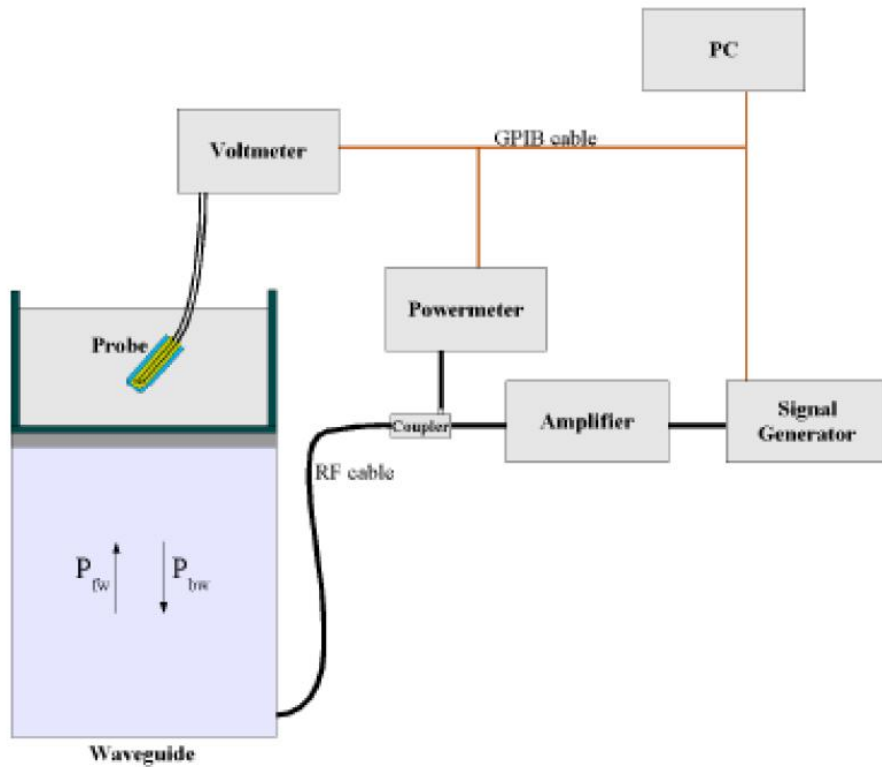 PC
Voltmeter
GPIB cable
Powermeter
Probe
Coupler
Amplifier
Signal
Generator
RF cable
P fw
P bw
Waveguide